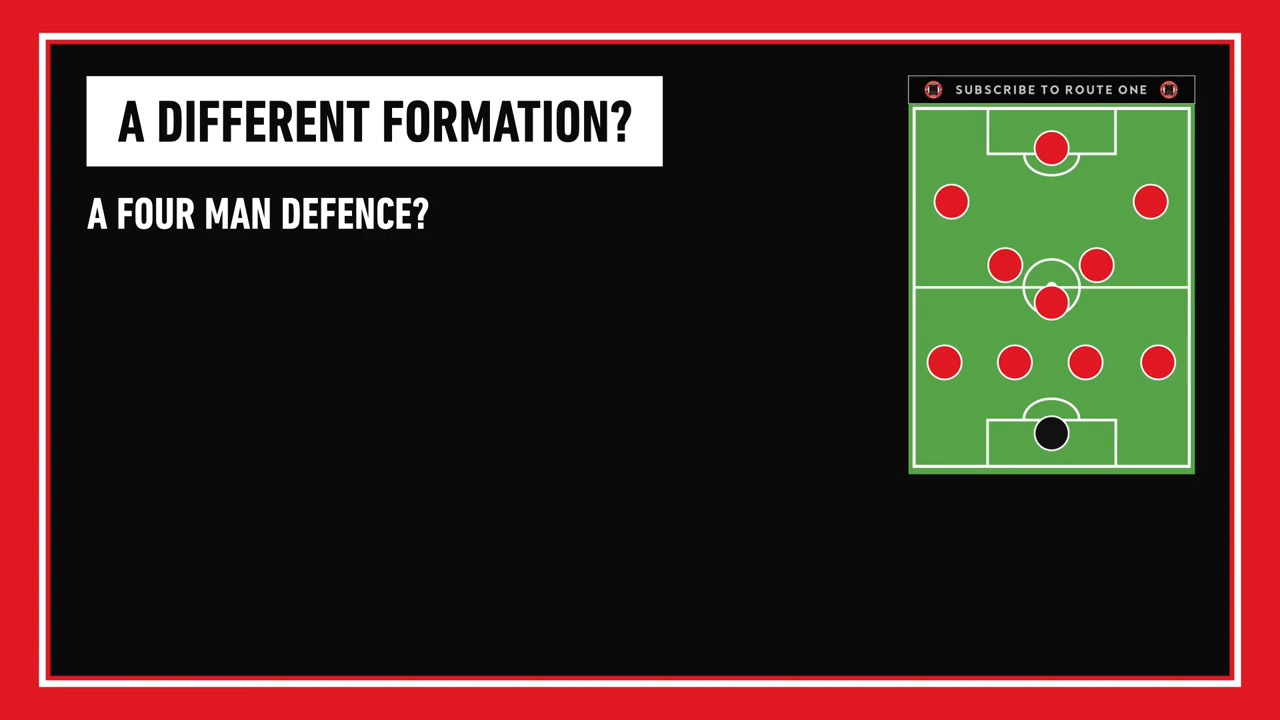 A DIFFERENT FORMATION?
A FOUR MAN DEFENCE?
SUBSCRIBE TO ROUTE ONE